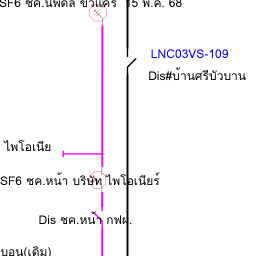 SF6 ชค.นพดล ขาวแคร 15 พ.ค. 68
LNC03VS-109
Dis#บ้านศรีบัวบาน
ไพโอเนีย
SF6 ชค.หน้า บริษัท ไพโอเนียร์
Dis ชค.หน้า กฟผ.
บอน(เดิม)